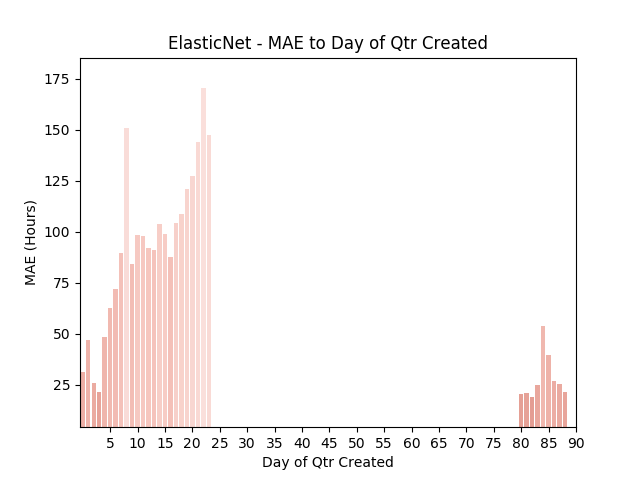 ElasticNet - MAE to Day of Qtr Created
MAE (Hours)
175
150
125
100
75
50
25
5 10 15 20 25 30 35 40 45 50 55 60 65 70 75 80 85 90
Day of Qtr Created